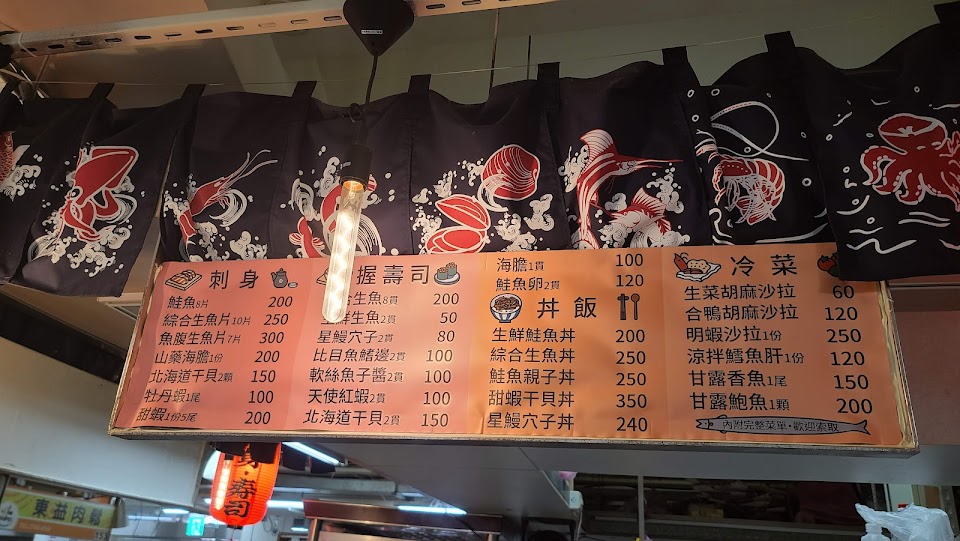 刺身
鮭魚8片 200
綜合生魚片10片 250
魚腹生魚片7片 300
山藥海膽1份 200
北海道干貝2顆 150
牡丹蝦1尾 100
甜蝦1份5尾 200
握壽司
合生魚8貫 200
生鮮生魚2貫 50
星鰻穴子2貫 80
比目魚鰭邊2貫 100
軟絲魚子醬2貫 100
天使紅蝦2貫 100
北海道干貝2貫 150
海膽1貫 100
鮭魚卵2貫 120
丼飯
生鮮鮭魚丼 200
綜合生魚丼 250
鮭魚親子丼 250
甜蝦干貝丼 350
星鰻穴子丼 240
冷菜
生菜胡麻沙拉 60
合鴨胡麻沙拉 120
明蝦沙拉1份 250
涼拌鱈魚肝1份 120
甘露香魚1尾 150
甘露鮑魚1顆 200
內附完整菜單·歡迎索取
壽司
東益肉羹